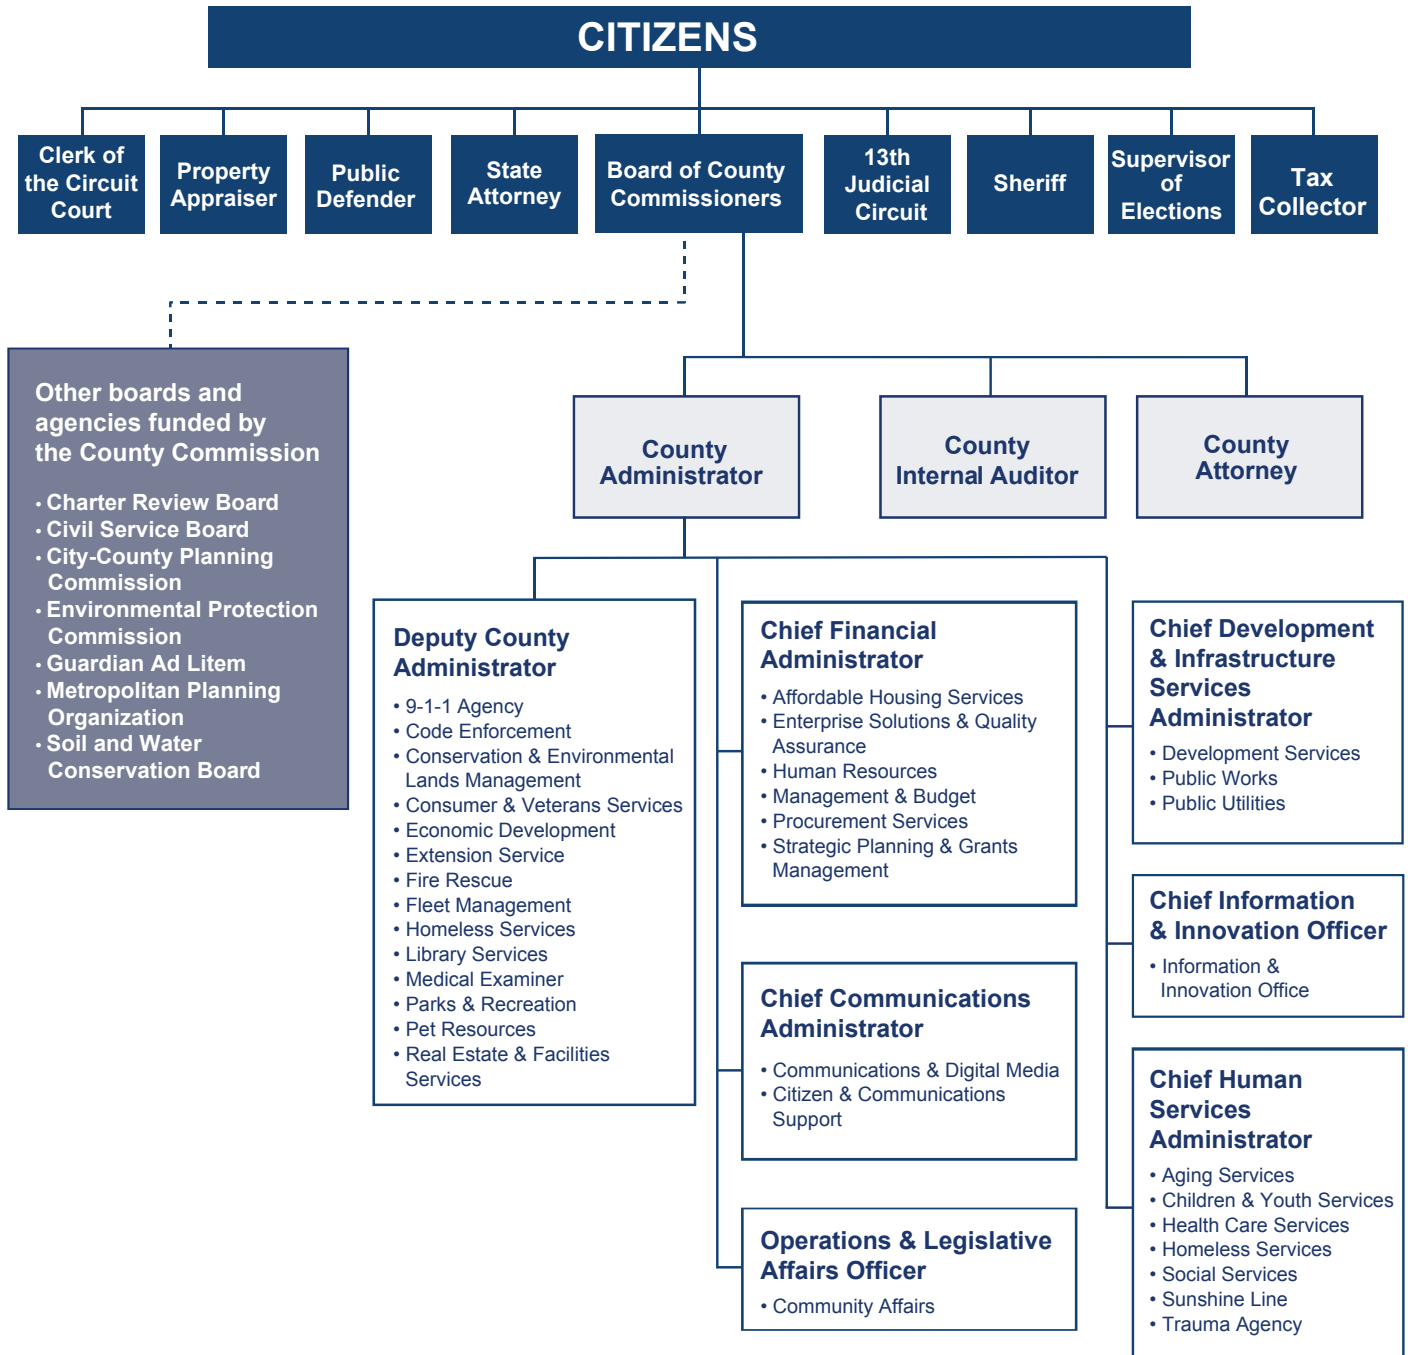 CITIZENS
Clerk of
the Circuit
Court
Property
Appraiser
Public
Defender
State
Attorney
Board of County
Commissioners
13th
Judicial
Circuit
Sheriff
Supervisor
of
Elections
Tax
Collector
Other boards and
agencies funded by
the County Commission
• Charter Review Board
• Civil Service Board
• City-County Planning
Commission
• Environmental Protection
Commission
• Guardian Ad Litem
• Metropolitan Planning
Organization
• Soil and Water
Conservation Board
County
Administrator
County
Internal Auditor
County
Attorney
Deputy County
Administrator
• 9-1-1 Agency
• Code Enforcement
• Conservation & Environmental
Lands Management
• Consumer & Veterans Services
• Economic Development
• Extension Service
• Fire Rescue
• Fleet Management
• Homeless Services
• Library Services
• Medical Examiner
• Parks & Recreation
• Pet Resources
• Real Estate & Facilities
Services
Chief Financial
Administrator
• Affordable Housing Services
• Enterprise Solutions & Quality
Assurance
• Human Resources
• Management & Budget
• Procurement Services
• Strategic Planning & Grants
Management
Chief Communications
Administrator
• Communications & Digital Media
• Citizen & Communications
Support
Operations & Legislative
Affairs Officer
• Community Affairs
Chief Development
& Infrastructure
Services
Administrator
• Development Services
• Public Works
• Public Utilities
Chief Information
& Innovation Officer
• Information &
Innovation Office
Chief Human
Services
Administrator
• Aging Services
• Children & Youth Services
• Health Care Services
• Homeless Services
• Social Services
• Sunshine Line
• Trauma Agency